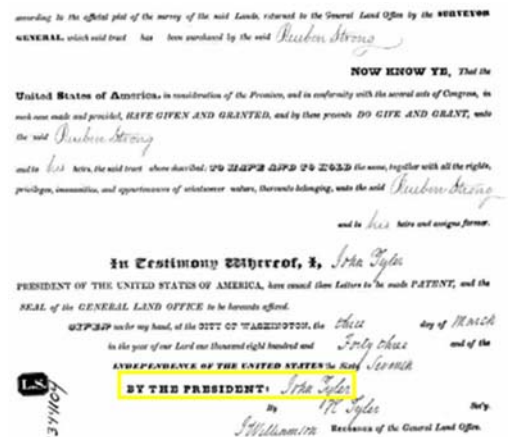 according to the official plat of the survey of the said Lands, returned to the General Land Office by the SURVEYOR
GENERAL, which said tract has been purchased by the said Reuben Strong
NOW KNOW YE, That the
United States of America, in consideration of the Premises, and in conformity with the several acts of Congress, in
such case made and provided, HAVE GIVEN AND GRANTED, and by these presents DO GIVE AND GRANT, unto
the said Reuben Strong
and to his heirs, the said tract above described: TO HAVE AND TO HOLD the same, together with all the rights,
privileges, immunities, and appurtenances of whatsoever nature, thereunto belonging, unto the said Reuben Strong
and to his heirs and assigns forever.
In Testimony Whereof, I, John Tyler
PRESIDENT OF THE UNITED STATES OF AMERICA, have caused these Letters to be made PATENT, and the
SEAL of the GENERAL LAND OFFICE to be hereunto affixed.
GIVEN under my hand, at the CITY OF WASHINGTON, the three day of March
in the year of our Lord one thousand eight hundred and Forty three and of the
INDEPENDENCE OF THE UNITED STATES the Sixty Seventh
BY THE PRESIDENT: John Tyler
By Tyler Sec'y.
L.S.
J Williamson Recorder of the General Land Office.